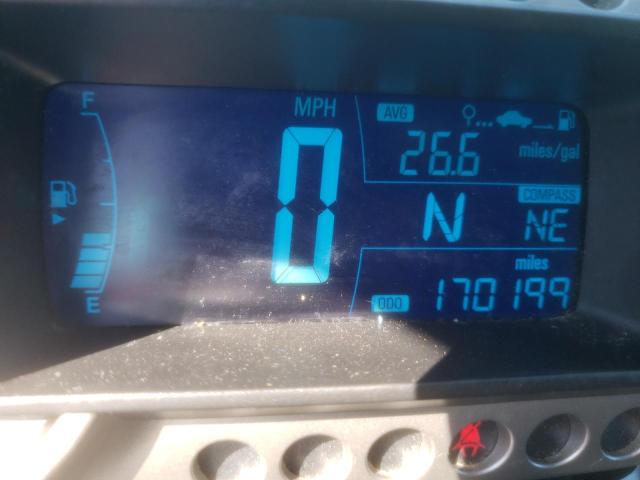 F
MPH
AVG
26.6 miles/gal
0
COMPASS
N NE
miles
E
ODO 170199